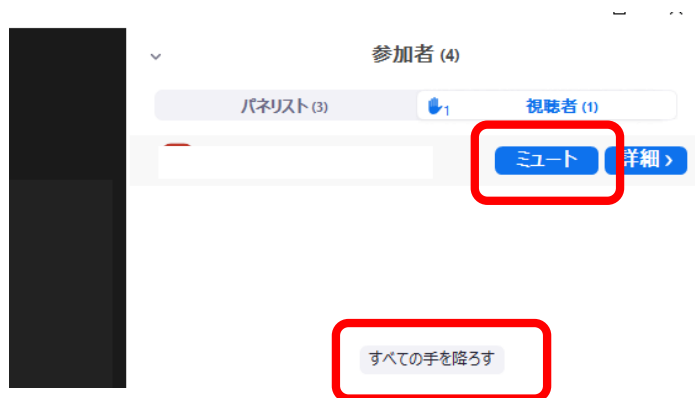 参加者 (4)
パネリスト (3)
1 視聴者 (1)
ミュート 詳細 >
すべての手を降ろす